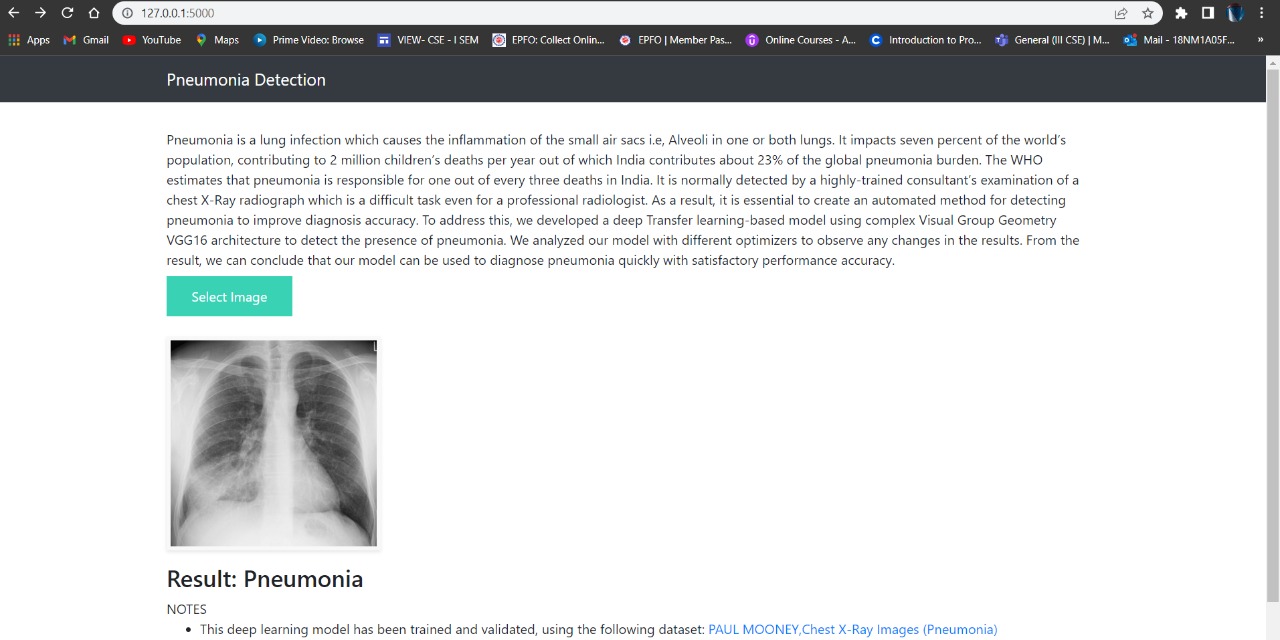 127.0.0.1:5000
Apps Gmail YouTube Maps Prime Video: Browse VIEW- CSE - I SEM EPFO: Collect Onlin... EPFO | Member Pas... Online Courses - A... Introduction to Pro... General (III CSE) | M... Mail - 18NM1A05F... »
Pneumonia Detection
Pneumonia is a lung infection which causes the inflammation of the small air sacs i.e, Alveoli in one or both lungs. It impacts seven percent of the world’s
population, contributing to 2 million children’s deaths per year out of which India contributes about 23% of the global pneumonia burden. The WHO
estimates that pneumonia is responsible for one out of every three deaths in India. It is normally detected by a highly-trained consultant’s examination of a
chest X-Ray radiograph which is a difficult task even for a professional radiologist. As a result, it is essential to create an automated method for detecting
pneumonia to improve diagnosis accuracy. To address this, we developed a deep Transfer learning-based model using complex Visual Group Geometry
VGG16 architecture to detect the presence of pneumonia. We analyzed our model with different optimizers to observe any changes in the results. From the
result, we can conclude that our model can be used to diagnose pneumonia quickly with satisfactory performance accuracy.
Select Image
L
Result: Pneumonia
NOTES
• This deep learning model has been trained and validated, using the following dataset: PAUL MOONEY,Chest X-Ray Images (Pneumonia)